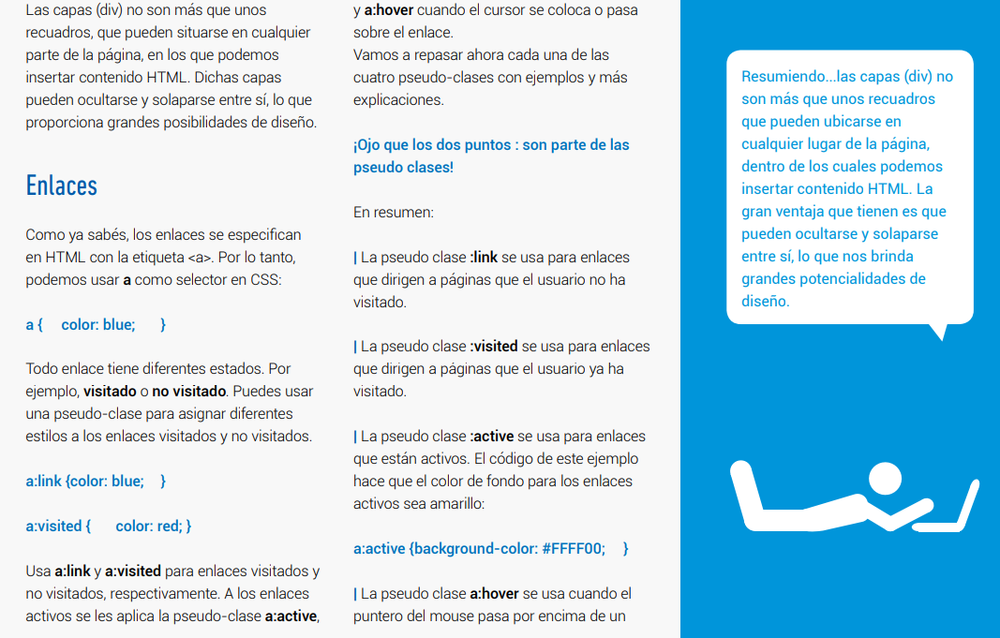 Las capas (div) no son más que unos
recuadros, que pueden situarse en cualquier
parte de la página, en los que podemos
insertar contenido HTML. Dichas capas
pueden ocultarse y solaparse entre sí, lo que
proporciona grandes posibilidades de diseño.
Enlaces
Como ya sabés, los enlaces se especifican
en HTML con la etiqueta <a>. Por lo tanto,
podemos usar a como selector en CSS:
a { color: blue; }
Todo enlace tiene diferentes estados. Por
ejemplo, visitado o no visitado. Puedes usar
una pseudo-clase para asignar diferentes
estilos a los enlaces visitados y no visitados.
a:link {color: blue; }
a:visited { color: red; }
Usa a:link y a:visited para enlaces visitados y
no visitados, respectivamente. A los enlaces
activos se les aplica la pseudo-clase a:active,
y a:hover cuando el cursor se coloca o pasa
sobre el enlace.
Vamos a repasar ahora cada una de las
cuatro pseudo-clases con ejemplos y más
explicaciones.
¡Ojo que los dos puntos : son parte de las
pseudo clases!
En resumen:
| La pseudo clase :link se usa para enlaces
que dirigen a páginas que el usuario no ha
visitado.
| La pseudo clase :visited se usa para enlaces
que dirigen a páginas que el usuario ya ha
visitado.
| La pseudo clase :active se usa para enlaces
que están activos. El código de este ejemplo
hace que el color de fondo para los enlaces
activos sea amarillo:
a:active {background-color: #FFFF00; }
| La pseudo clase a:hover se usa cuando el
puntero del mouse pasa por encima de un
Resumiendo...las capas (div) no
son más que unos recuadros
que pueden ubicarse en
cualquier lugar de la página,
dentro de los cuales podemos
insertar contenido HTML. La
gran ventaja que tienen es que
pueden ocultarse y solaparse
entre sí, lo que nos brinda
grandes potencialidades de
diseño.